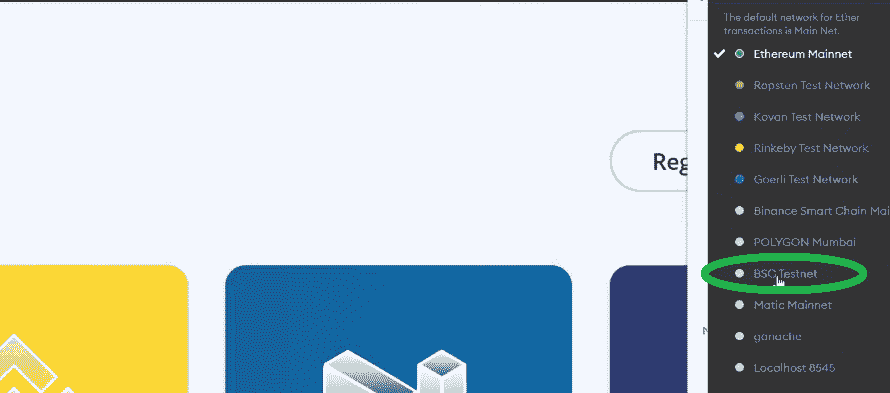 The default network for Ether
transactions is Main Net.
Ethereum Mainnet
Ropsten Test Network
Kovan Test Network
Reg
Rinkeby Test Network
Goerli Test Network
Binance Smart Chain Mai
POLYGON Mumbai
BSC Testnet
Matic Mainnet
ganache
Localhost 8545